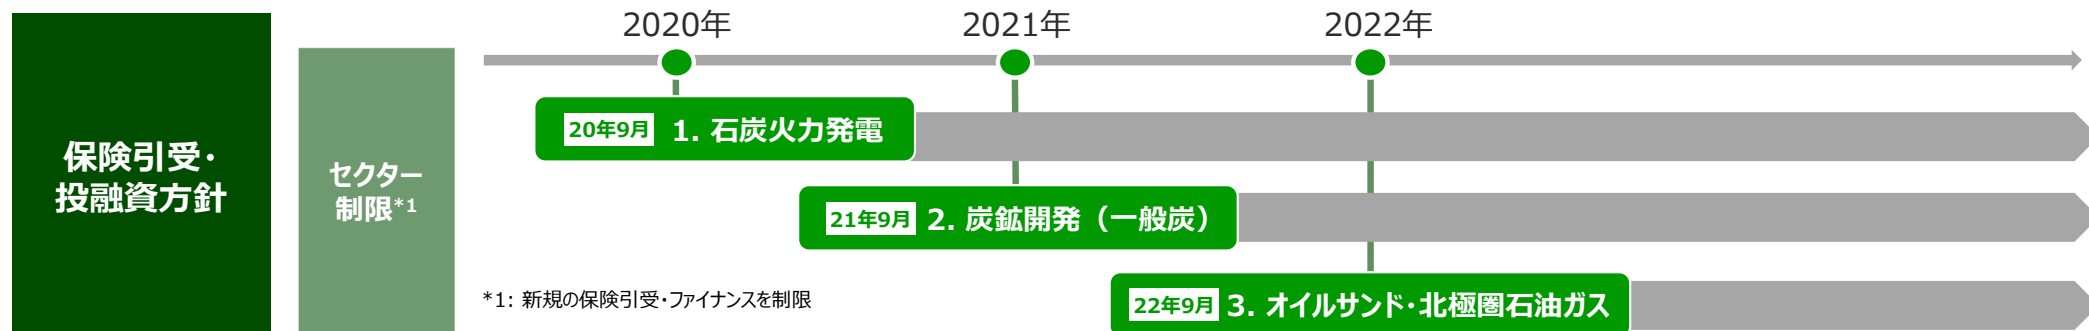 2020年
2021年
2022年
保険引受・
投融資方針
セクター
制限*1
20年9月 1. 石炭火力発電
21年9月 2. 炭鉱開発（一般炭）
22年9月 3. オイルサンド・北極圏石油ガス
*1: 新規の保険引受・ファイナンスを制限